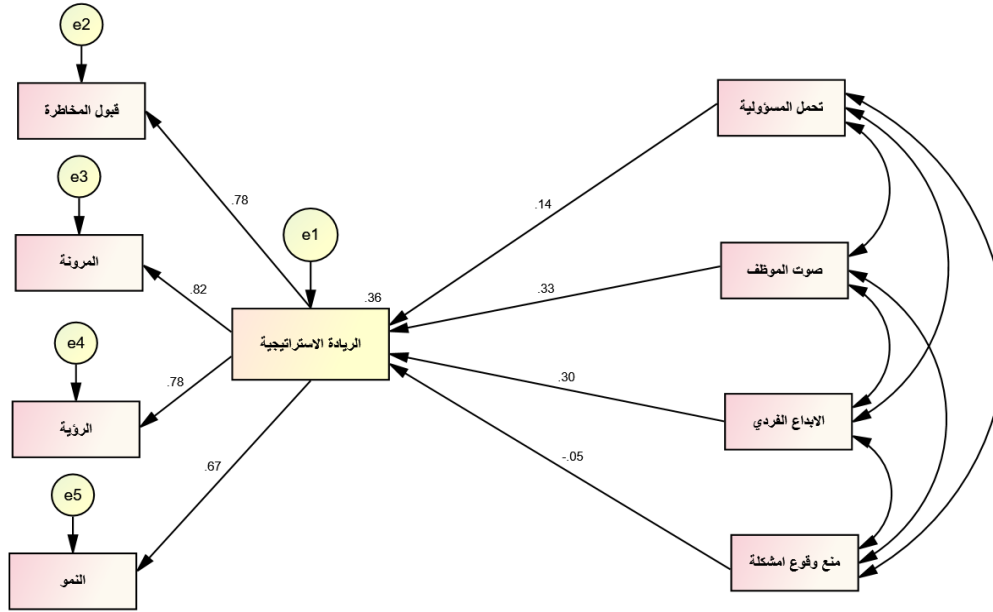 e2
قبول المخاطرة
e3
المرونة
e4
الرؤية
e5
النمو
.78
.82
.78
.67
e1
.36
الريادة الاستراتيجية
.14
.33
.30
-.05
تحمل المسؤولية
صوت الموظف
الابداع الفردي
منع وقوع امشكلة